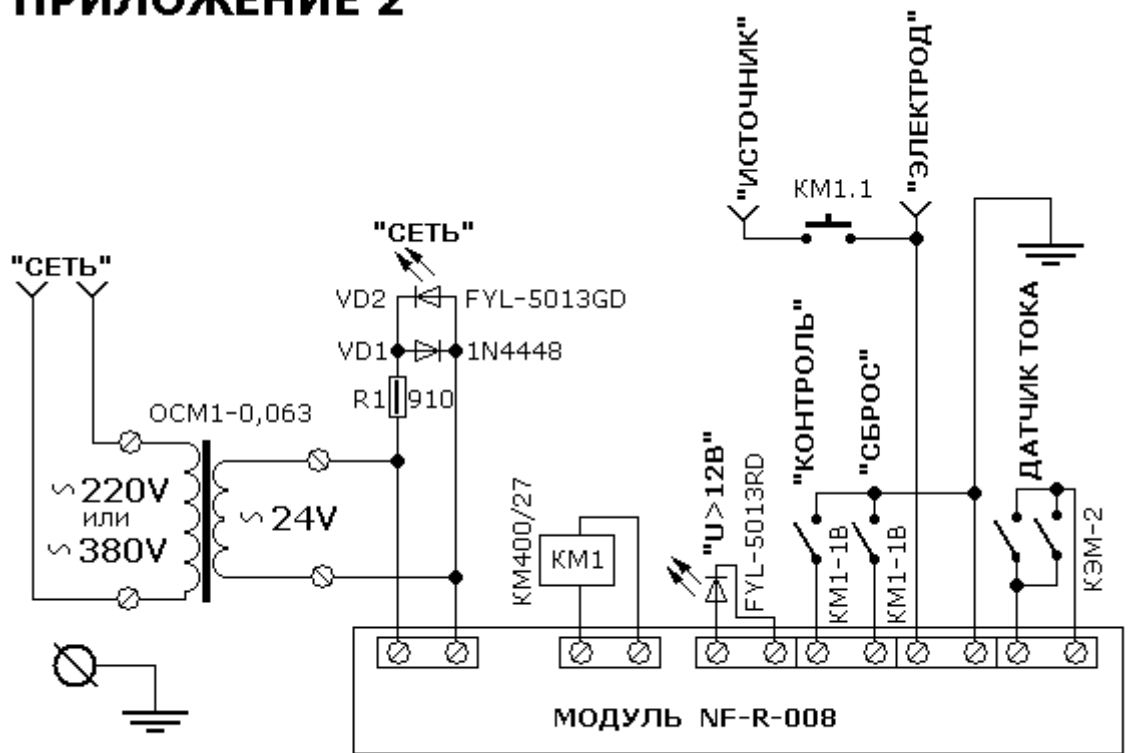 ПРИЛОЖЕНИЕ 2
"ИСТОЧНИК"
КМ1.1
"ЭЛЕКТРОД"
"СЕТЬ"
"СЕТЬ"
VD2
FYL-5013GD
VD1
1N4448
R1
910
ОСМ1-0,063
∽220V
или
∽380V
∽24V
КМ400/27
КМ1
"U>12В"
FYL-5013RD
"КОНТРОЛЬ"
КМ1-1В
"СБРОС"
КМ1-1В
ДАТЧИК ТОКА
КЭМ-2
МОДУЛЬ NF-R-008